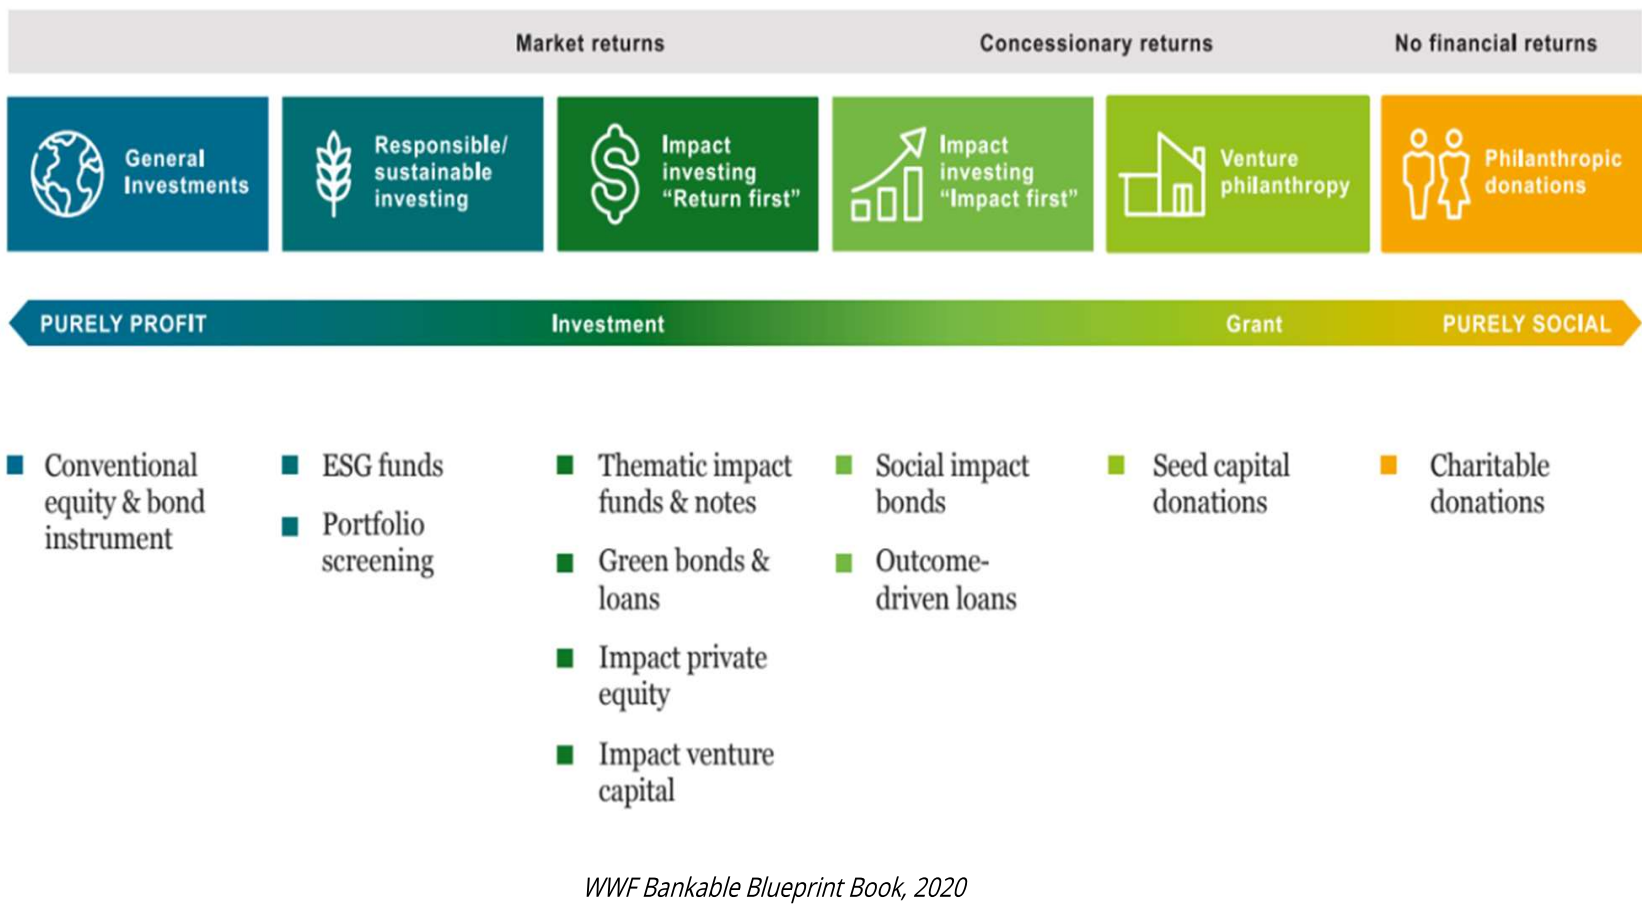 Market returns
Concessionary returns
No financial returns
General
Investments
Responsible/
sustainable
investing
Impact
investing
“Return first”
Impact
investing
“Impact first”
Venture
philanthropy
Philanthropic
donations
PURELY PROFIT
Investment
Grant
PURELY SOCIAL
Conventional
equity & bond
instrument
ESG funds
Portfolio
screening
Thematic impact
funds & notes
Green bonds &
loans
Impact private
equity
Impact venture
capital
Social impact
bonds
Outcome-
driven loans
Seed capital
donations
Charitable
donations
WWF Bankable Blueprint Book, 2020